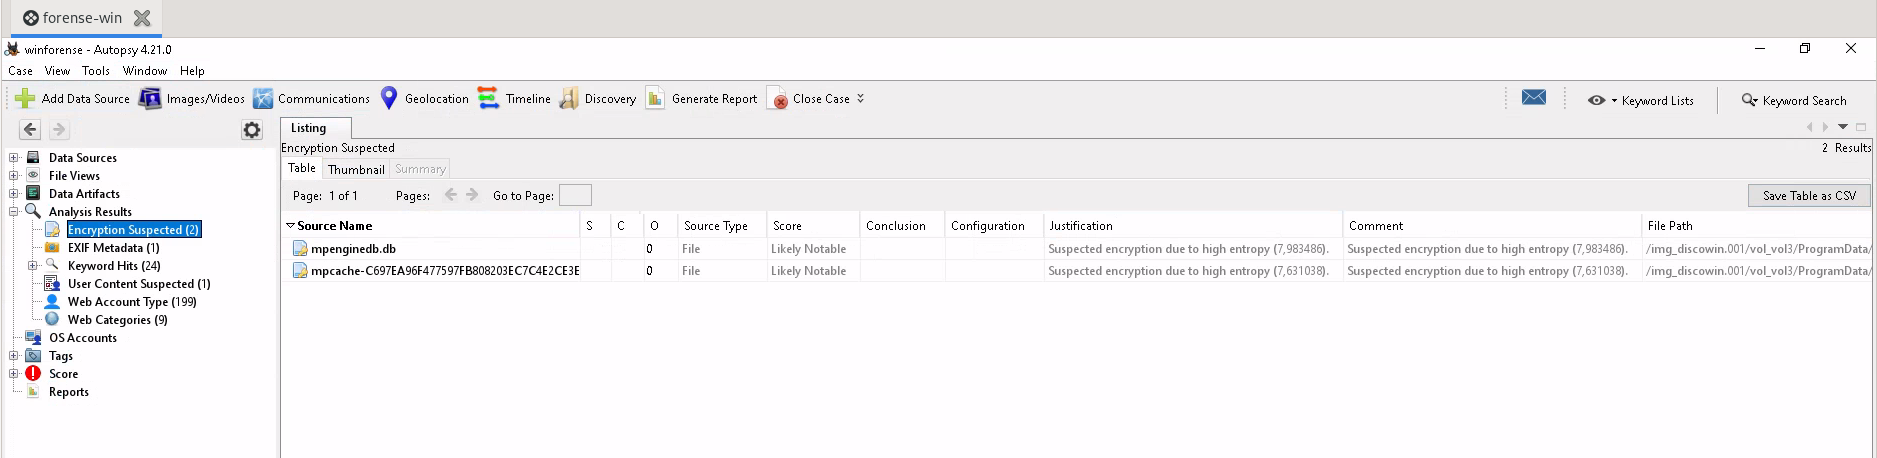 forense-win
winforense - Autopsy 4.21.0
Case View Tools Window Help
Add Data Source Images/Videos Communications Geolocation Timeline Discovery Generate Report Close Case Keyword Lists Keyword Search
Listing
Encryption Suspected 2 Results
Table Thumbnail Summary
Page: 1 of 1 Pages: Go to Page: Save Table as CSV
Data Sources
File Views
Data Artifacts
Analysis Results
Encryption Suspected (2)
EXIF Metadata (1)
Keyword Hits (24)
User Content Suspected (1)
Web Account Type (199)
Web Categories (9)
OS Accounts
Tags
Score
Reports
Source Name S C O Source Type Score Conclusion Configuration Justification Comment File Path
mpenginedb.db 0 File Likely Notable Suspected encryption due to high entropy (7,983486). Suspected encryption due to high entropy (7,983486). /img_discowin.001/vol_vol3/ProgramData/
mpcache-C697EA96F477597FB808203EC7C4E2CE3E 0 File Likely Notable Suspected encryption due to high entropy (7,631038). Suspected encryption due to high entropy (7,631038). /img_discowin.001/vol_vol3/ProgramData/